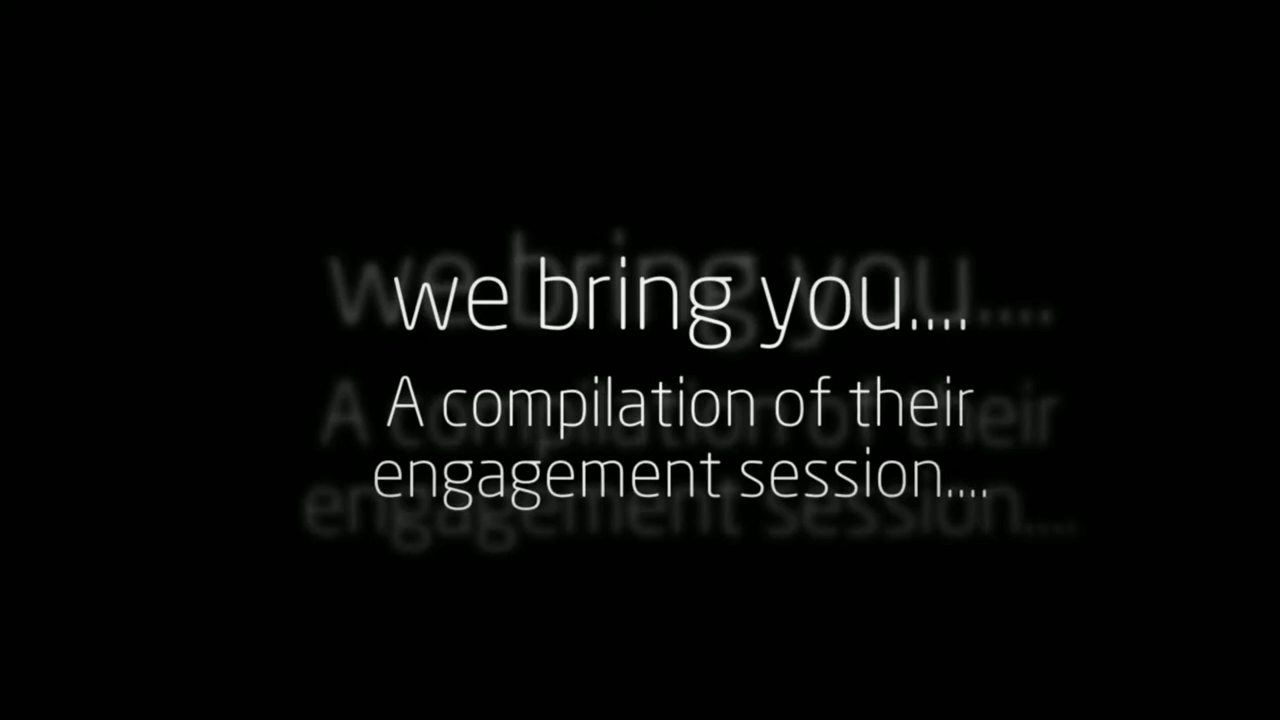 we bring you....
A compilation of their
engagement session....